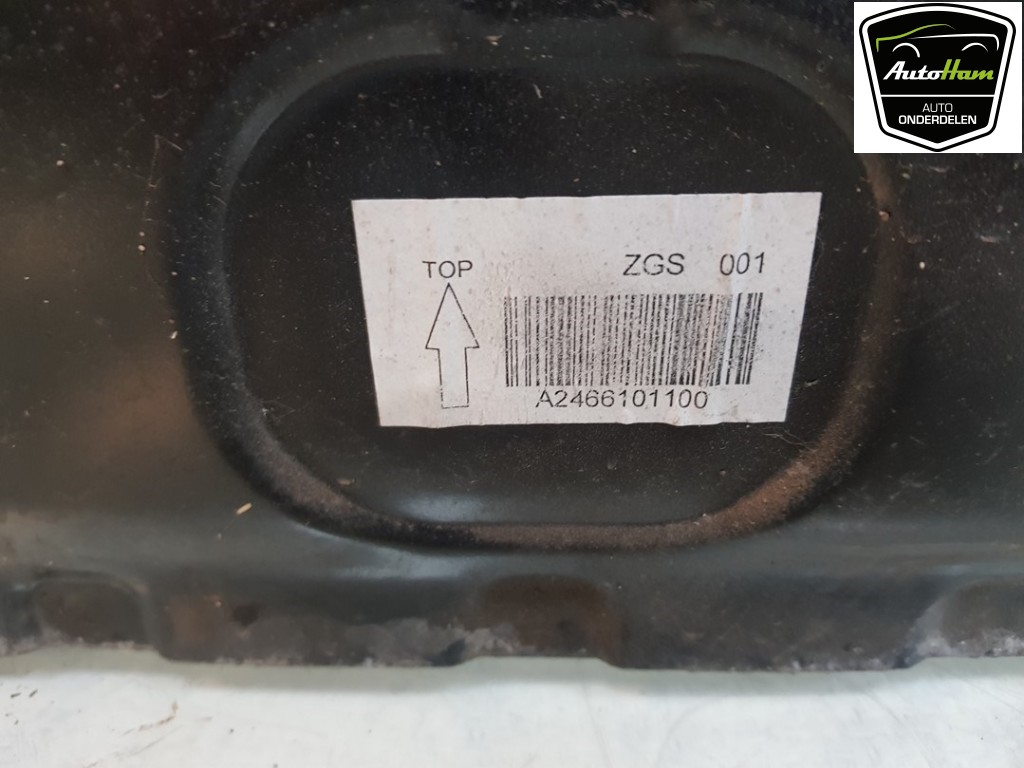 AutoHam
AUTO
ONDERDELEN
TOP
ZGS 001
A2466101100